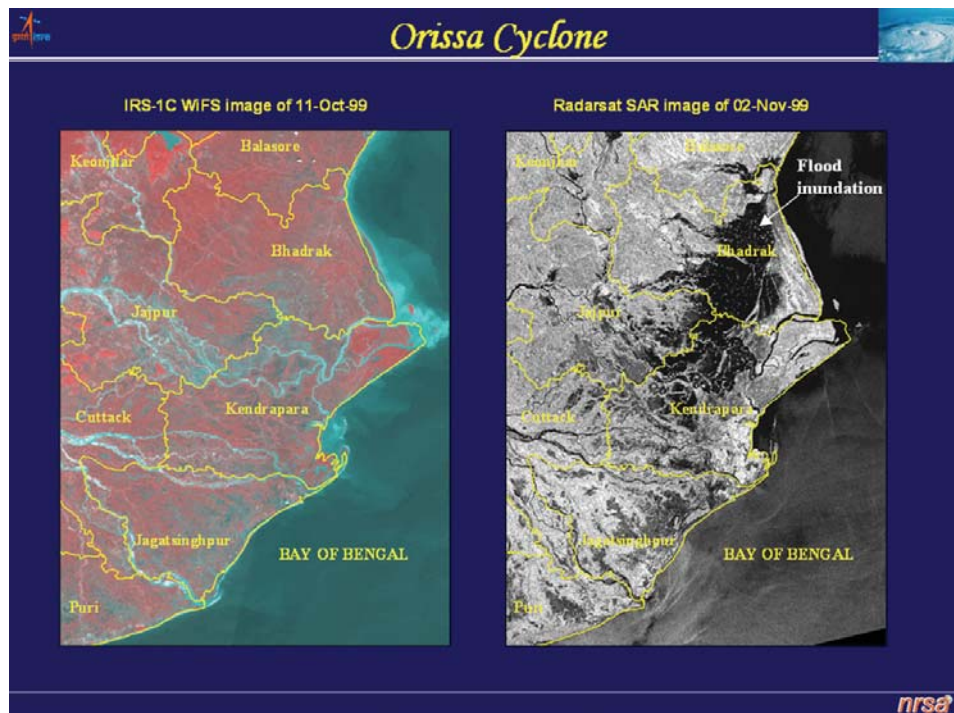 Orissa Cyclone
IRS-1C WiFS image of 11-Oct-99
Keonjhar
Balasore
Bhadrak
Jajpur
Cuttack
Kendrapara
Jagatsinghpur
BAY OF BENGAL
Puri
Radarsat SAR image of 02-Nov-99
Keonjhar
Balasore
Flood
inundation
Bhadrak
Jajpur
Cuttack
Kendrapara
Jagatsinghpur
BAY OF BENGAL
Puri
nrsa